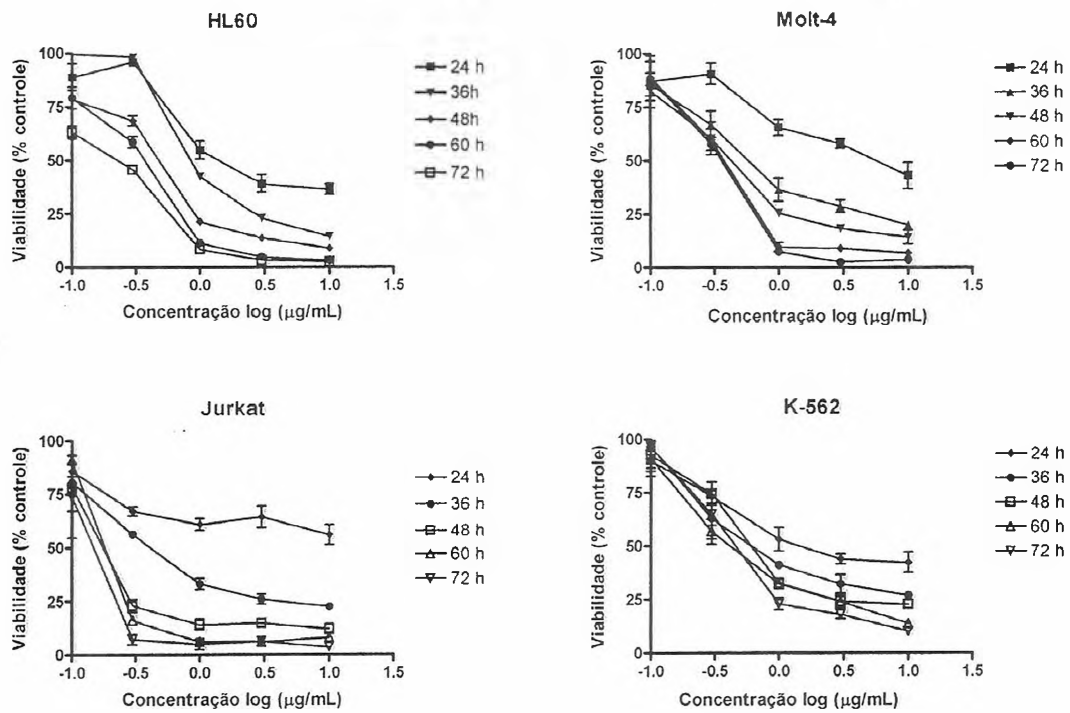 HL60
Viabilidade (% controle)
100
75
50
25
0
-1.0 -0.5 0.0 0.5 1.0 1.5
Concentração log (µg/mL)
24 h
36h
48h
60 h
72 h
Molt-4
Viabilidade (% controle)
100
75
50
25
0
-1.0 -0.5 0.0 0.5 1.0 1.5
Concentração log (µg/mL)
24 h
36 h
48 h
60 h
72 h
Jurkat
Viabilidade (% controle)
100
75
50
25
0
-1.0 -0.5 0.0 0.5 1.0 1.5
Concentração log (µg/mL)
24 h
36 h
48 h
60 h
72 h
K-562
Viabilidade (% controle)
100
75
50
25
0
-1.0 -0.5 0.0 0.5 1.0 1.5
Concentração log (µg/mL)
24 h
36 h
48 h
60 h
72 h